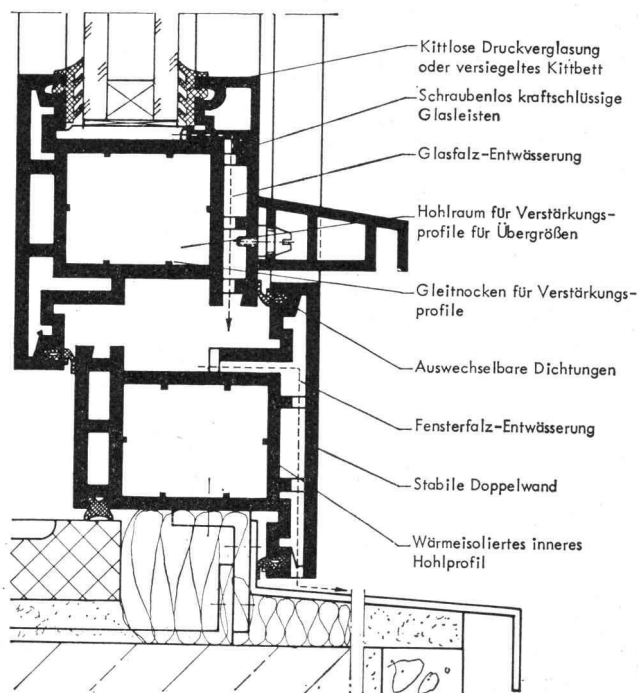 Kittlose Druckverglasung
oder versiegeltes Kittbett
Schraubenlos kraftschlüssige
Glasleisten
Glasfalz-Entwässerung
Hohlraum für Verstärkungs-
profile für Übergrößen
Gleitnocken für Verstärkungs-
profile
Auswechselbare Dichtungen
Fensterfalz-Entwässerung
Stabile Doppelwand
Wärmeisoliertes inneres
Hohlprofil